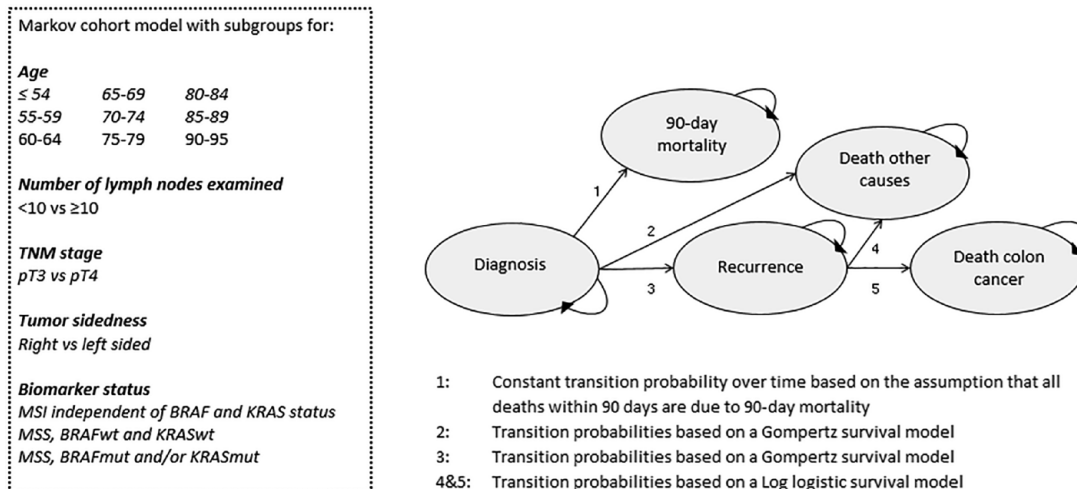 Markov cohort model with subgroups for:
Age
≤ 54 65-69 80-84
55-59 70-74 85-89
60-64 75-79 90-95
Number of lymph nodes examined
<10 vs ≥10
TNM stage
pT3 vs pT4
Tumor sidedness
Right vs left sided
Biomarker status
MSI independent of BRAF and KRAS status
MSS, BRAFwt and KRASwt
MSS, BRAFmut and/or KRASmut
90-day
mortality
Death other
causes
Diagnosis
Recurrence
Death colon
cancer
1
2
3
4
5
1: Constant transition probability over time based on the assumption that all
deaths within 90 days are due to 90-day mortality
2: Transition probabilities based on a Gompertz survival model
3: Transition probabilities based on a Gompertz survival model
4&5: Transition probabilities based on a Log logistic survival model